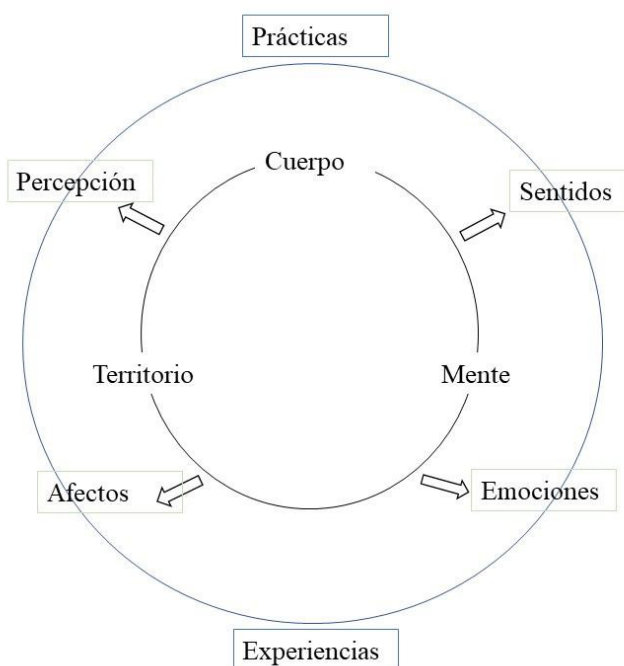 Prácticas
Cuerpo
Percepción
Sentidos
Territorio
Mente
Afectos
Emociones
Experiencias